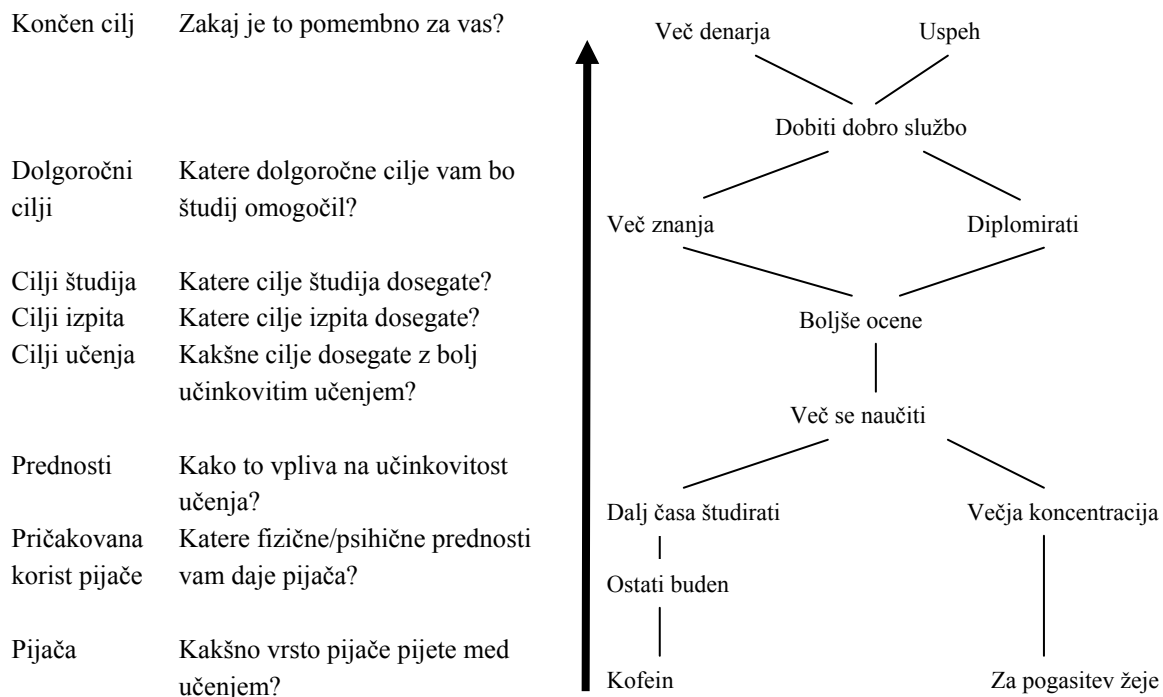 Končen cilj Zakaj je to pomembno za vas?
Več denarja Uspeh
Dobiti dobro službo
Dolgoročni Katere dolgoročne cilje vam bo
cilji študij omogočil?
Več znanja Diplomirati
Cilji študija Katere cilje študija dosegate?
Cilji izpita Katere cilje izpita dosegate?
Boljše ocene
Cilji učenja Kakšne cilje dosegate z bolj
učinkovitim učenjem?
Več se naučiti
Prednosti Kako to vpliva na učinkovitost
učenja?
Dalj časa študirati Večja koncentracija
Pričakovana Katere fizične/psihične prednosti
korist pijače vam daje pijača?
Ostati buden
Pijača Kakšno vrsto pijače pijete med
učenjem?
Kofein Za pogasitev žeje